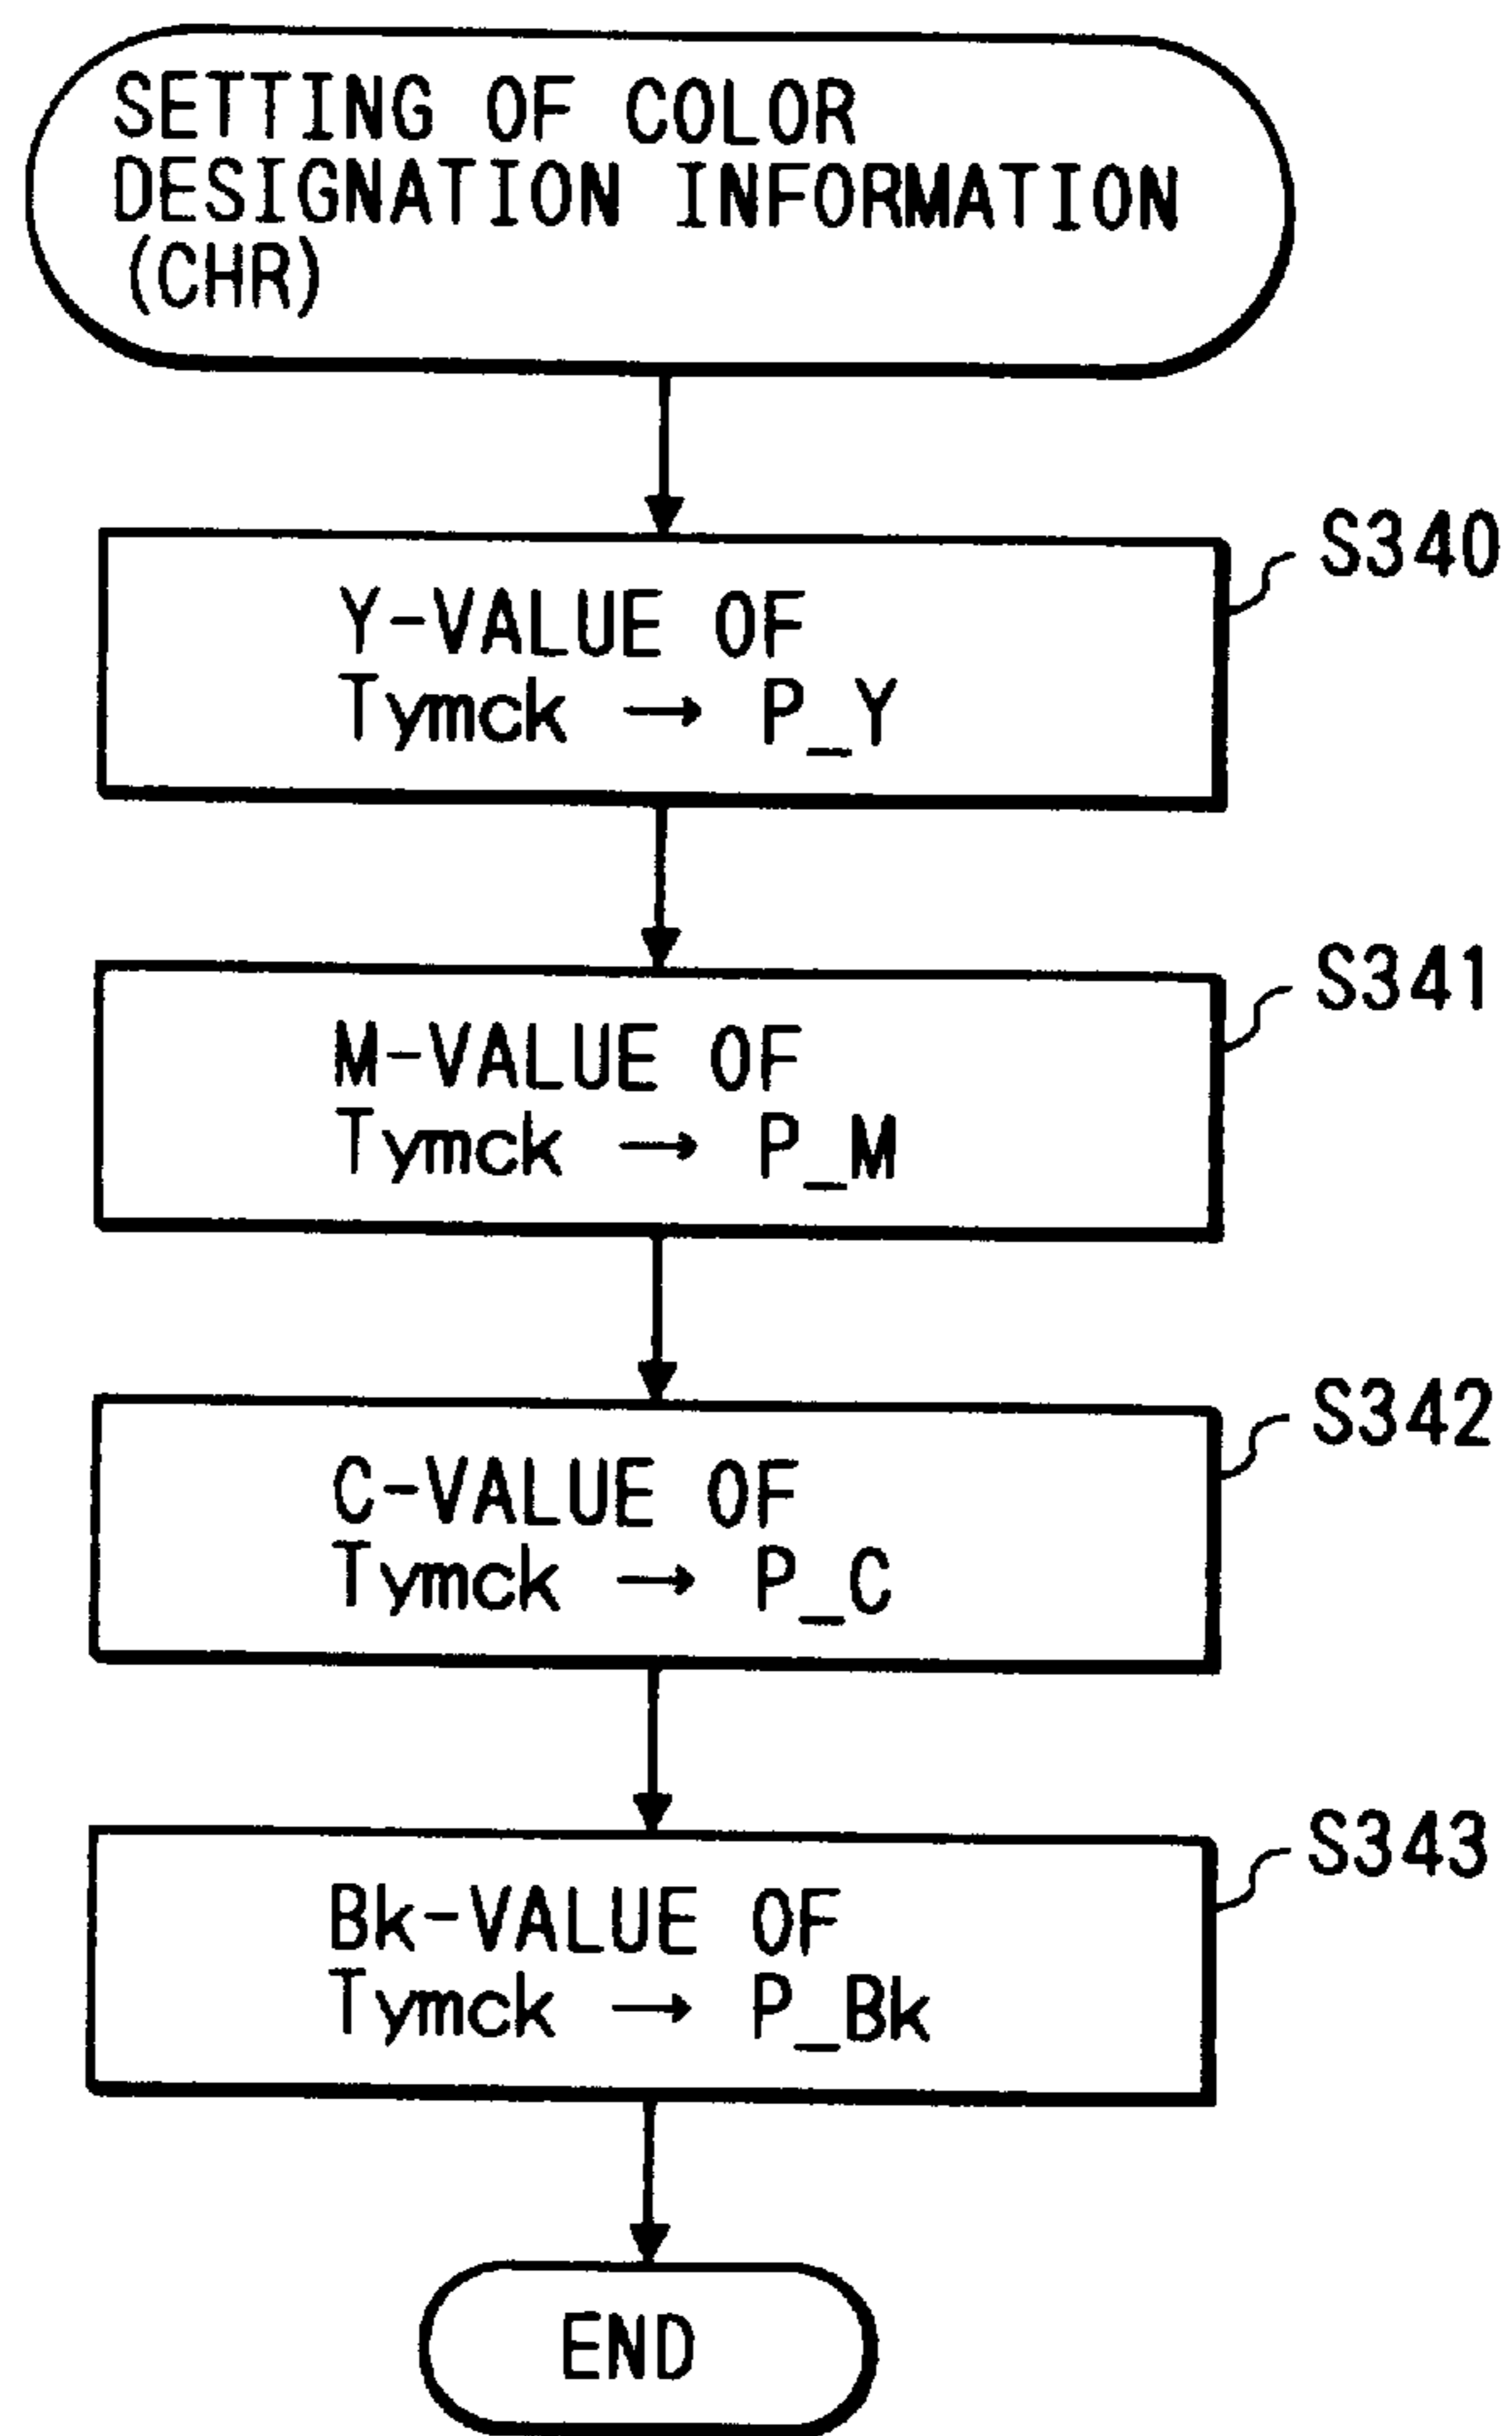 SETTING OF COLOR
DESIGNATION INFORMATION
(CHR)
S340
Y-VALUE OF
Tymck → P_Y
S341
M-VALUE OF
Tymck → P_M
S342
C-VALUE OF
Tymck → P_C
S343
Bk-VALUE OF
Tymck → P_Bk
END